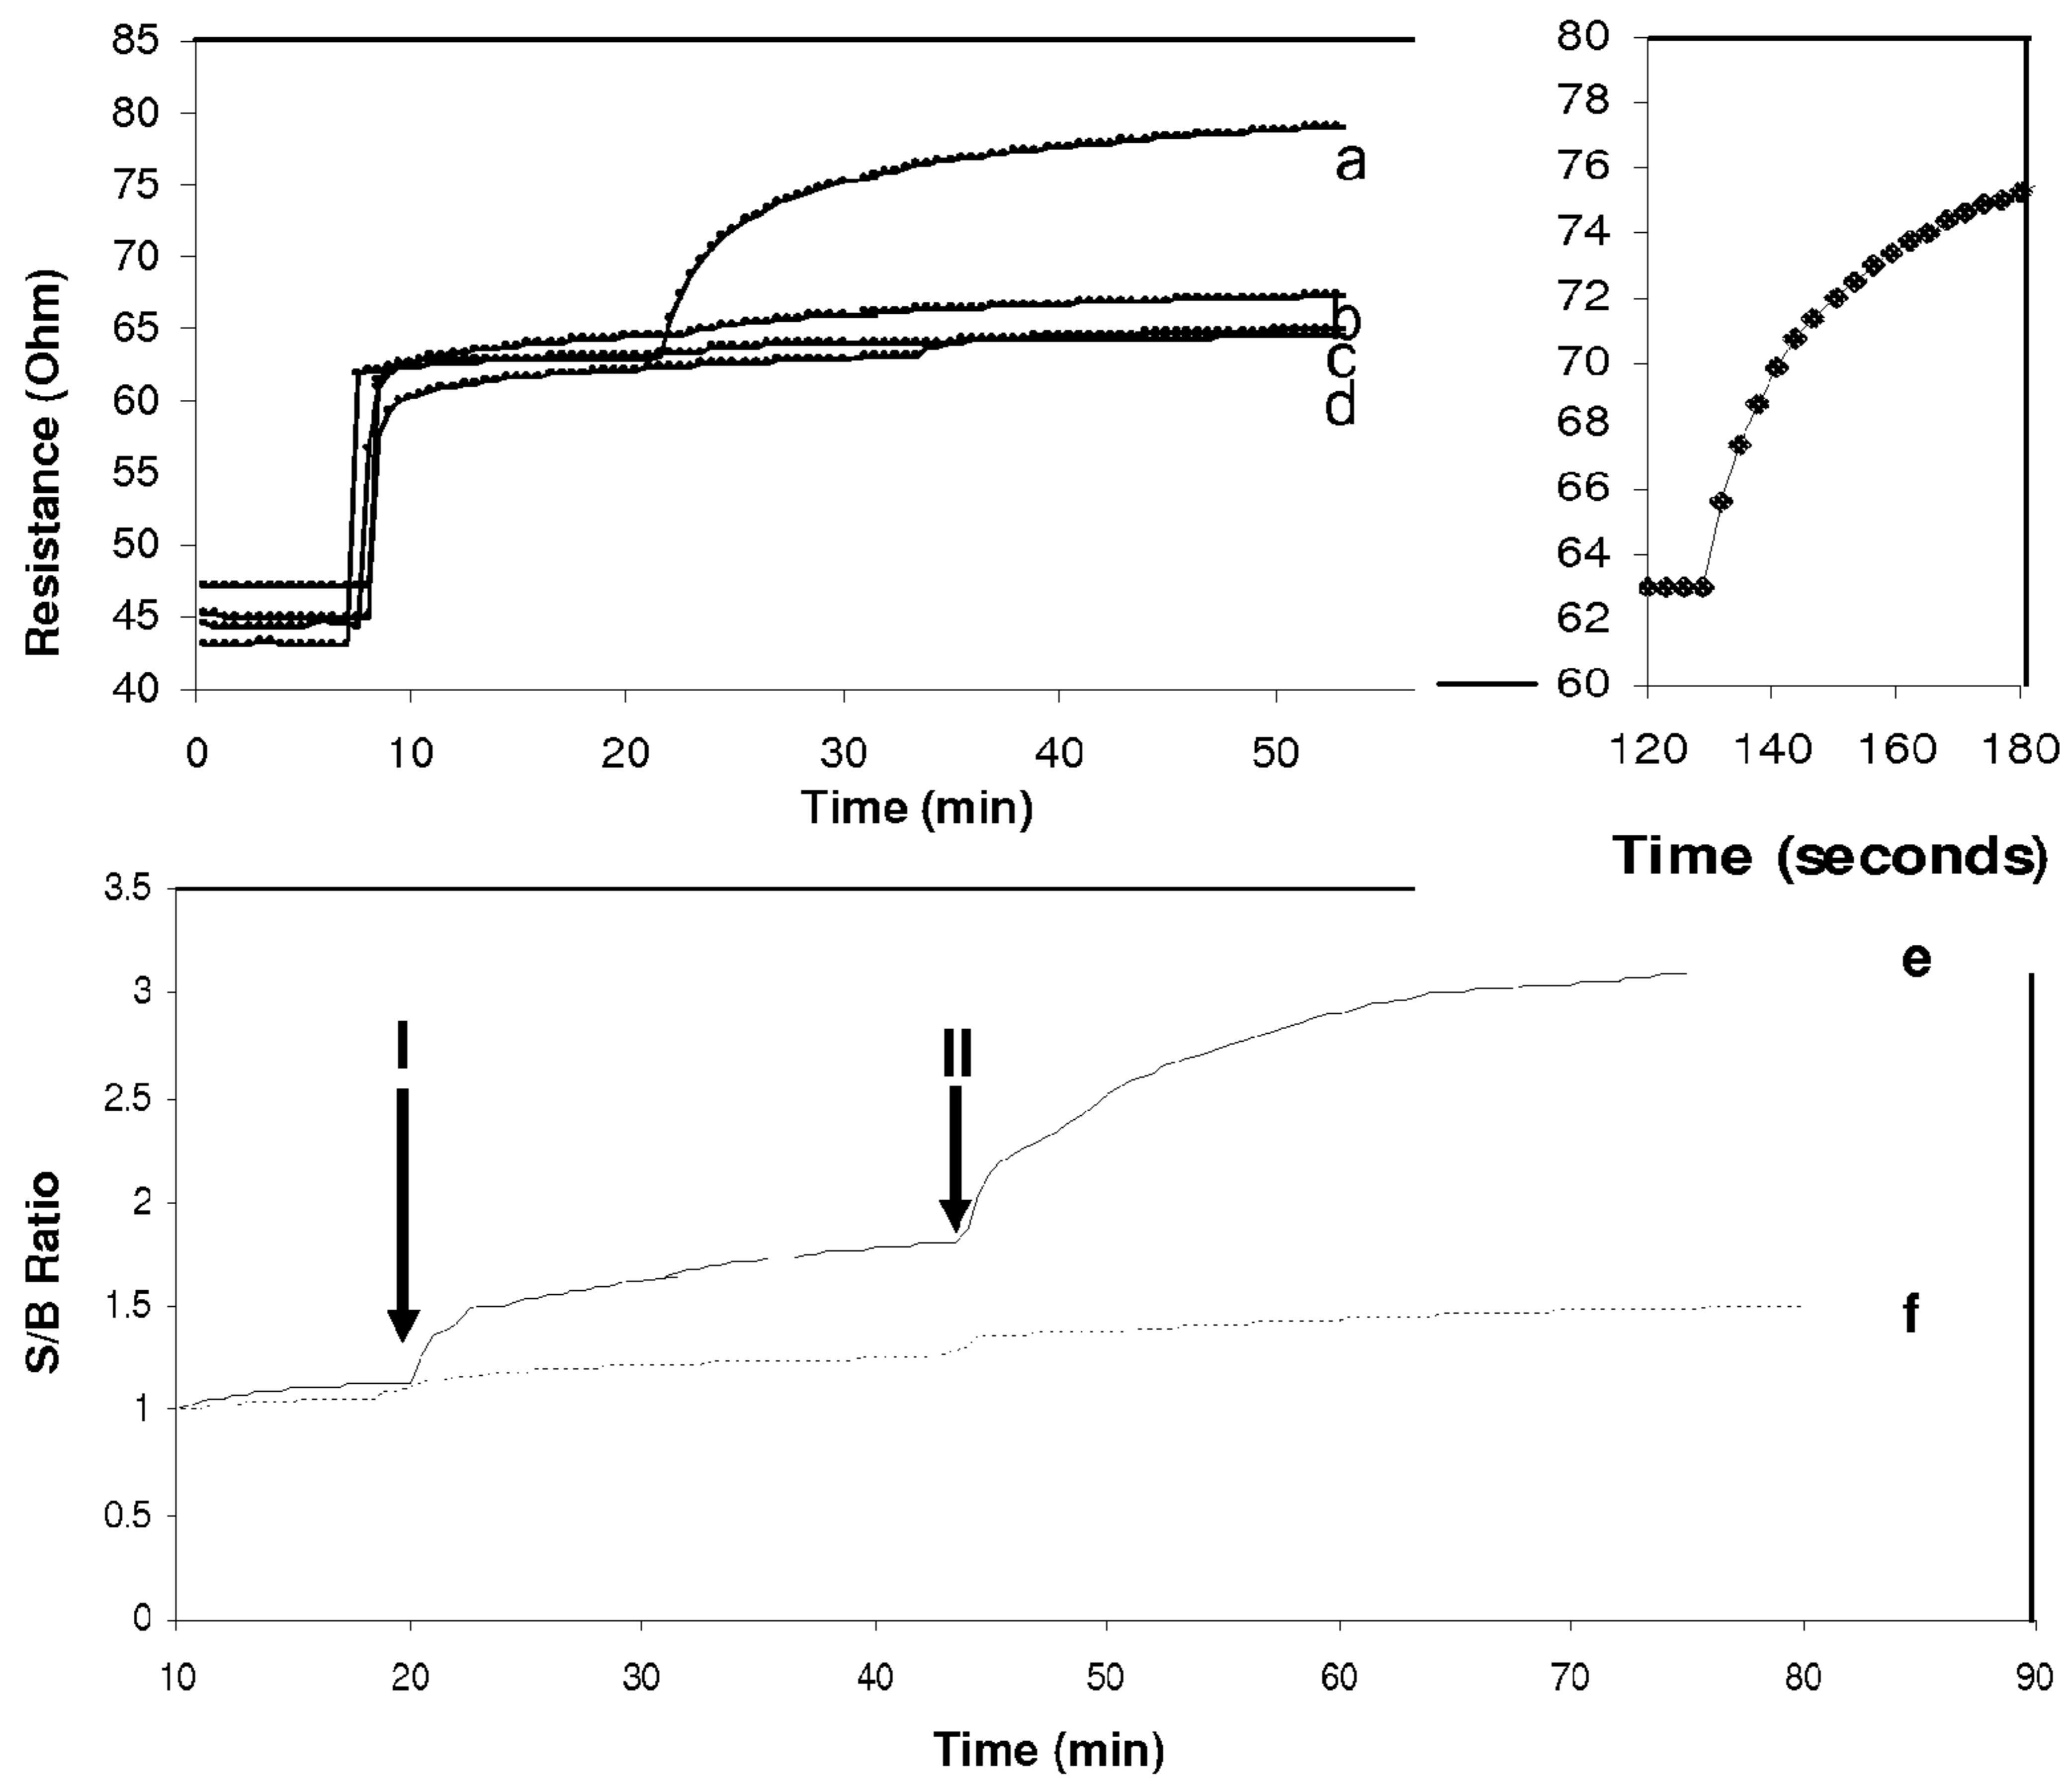 85
80
75
70
65
60
55
50
45
40
Resistance (Ohm)
0 10 20 30 40 50
Time (min)
a
b
c
d
80
78
76
74
72
70
68
66
64
62
60
120 140 160 180
Time (seconds)
3.5
3
2.5
2
1.5
1
0.5
0
S/B Ratio
I
II
e
f
10 20 30 40 50 60 70 80 90
Time (min)